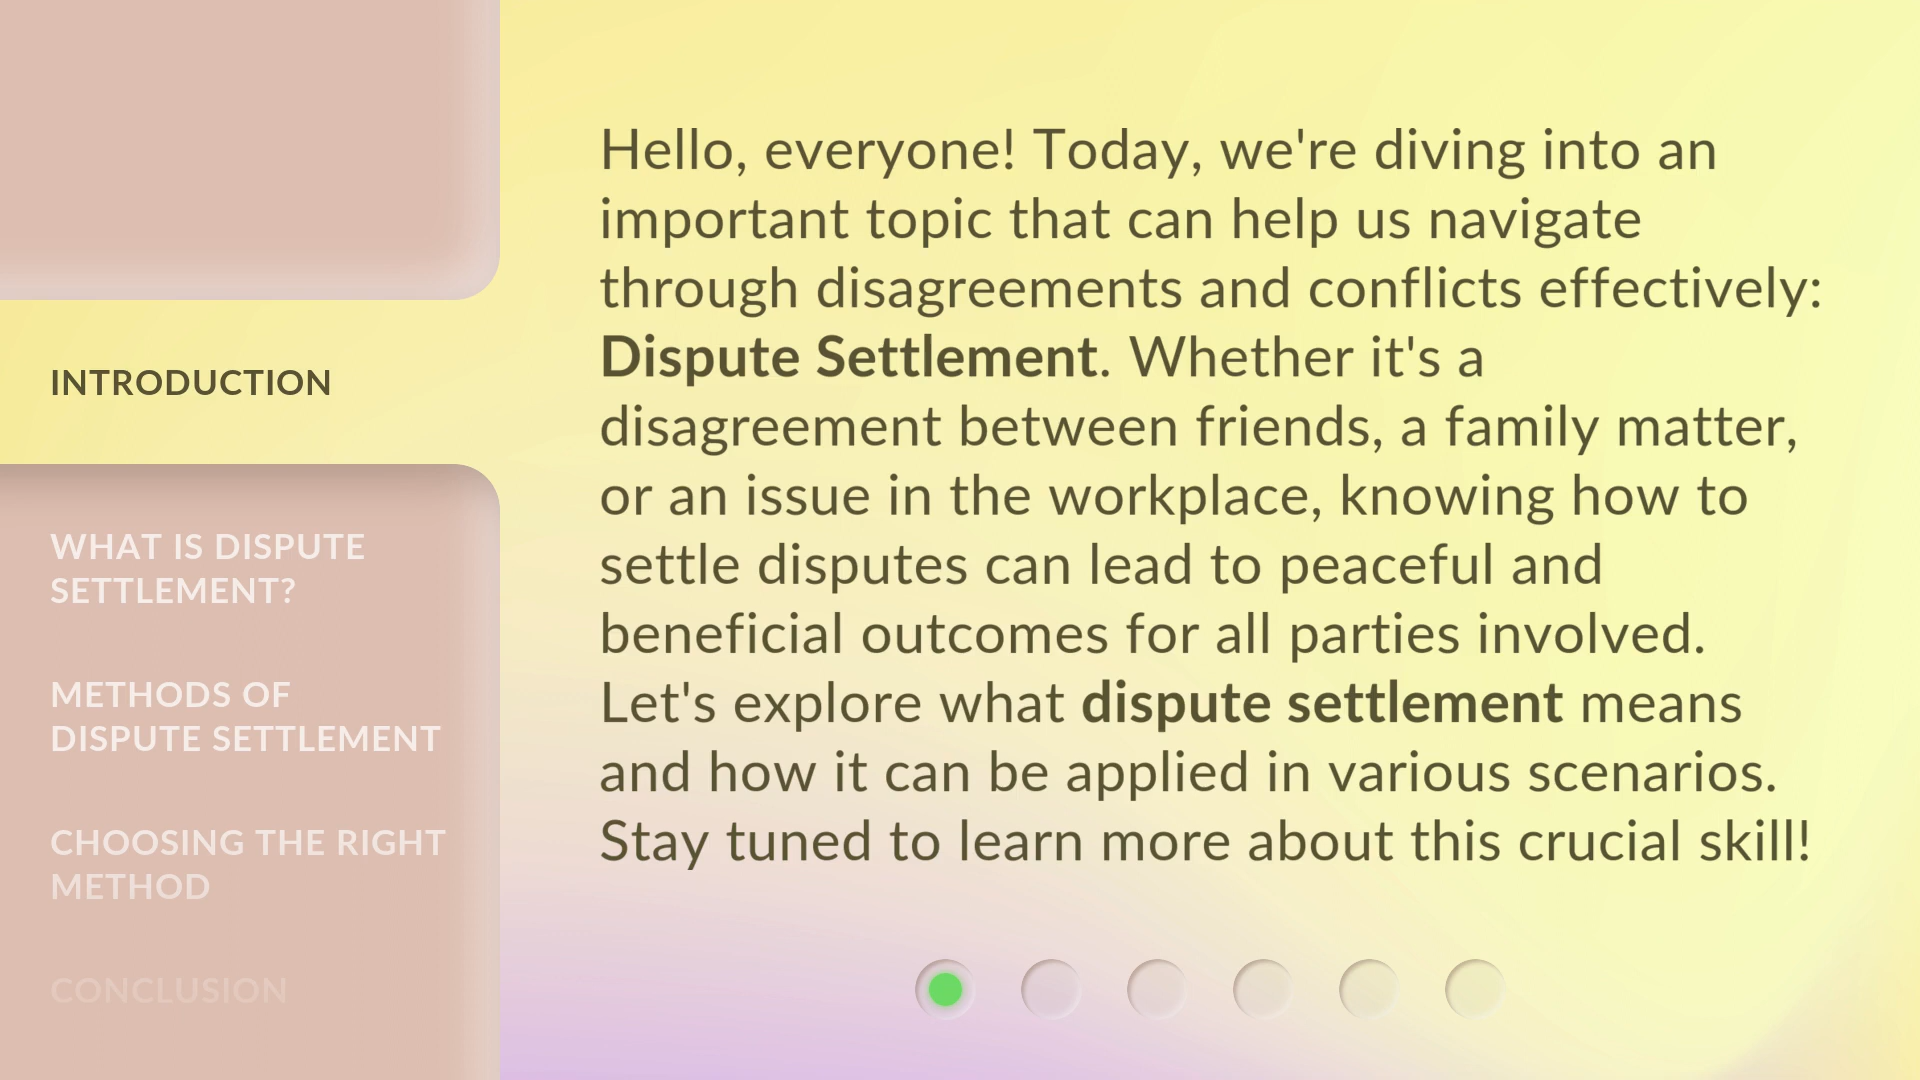 INTRODUCTION
WHAT IS DISPUTE
SETTLEMENT?
METHODS OF
DISPUTE SETTLEMENT
CHOOSING THE RIGHT
METHOD
CONCLUSION
Hello, everyone! Today, we're diving into an
important topic that can help us navigate
through disagreements and conflicts effectively:
Dispute Settlement. Whether it's a
disagreement between friends, a family matter,
or an issue in the workplace, knowing how to
settle disputes can lead to peaceful and
beneficial outcomes for all parties involved.
Let's explore what dispute settlement means
and how it can be applied in various scenarios.
Stay tuned to learn more about this crucial skill!